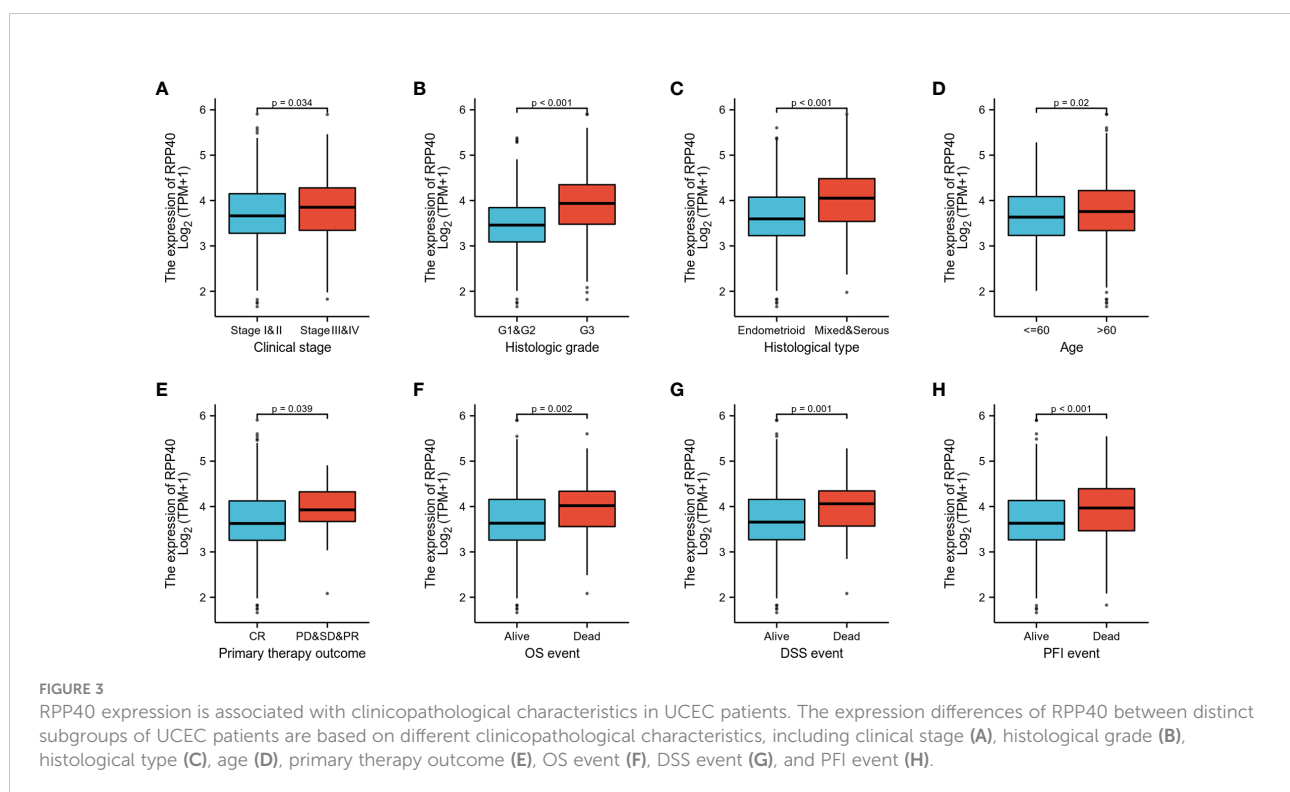 A
B
C
D
The expression of RPP40
Log2 (TPM+1)
6
5
4
3
2
p = 0.034
Stage I&II
Stage III&IV
Clinical stage
The expression of RPP40
Log2 (TPM+1)
6
5
4
3
2
p < 0.001
G1&G2
G3
Histologic grade
The expression of RPP40
Log2 (TPM+1)
6
5
4
3
2
p < 0.001
Endometrioid
Mixed&Serous
Histological type
The expression of RPP40
Log2 (TPM+1)
6
5
4
3
2
p = 0.02
<=60
>60
Age
E
F
G
H
The expression of RPP40
Log2 (TPM+1)
6
5
4
3
2
p = 0.039
CR
PD&SD&PR
Primary therapy outcome
The expression of RPP40
Log2 (TPM+1)
6
5
4
3
2
p = 0.002
Alive
Dead
OS event
The expression of RPP40
Log2 (TPM+1)
6
5
4
3
2
p = 0.001
Alive
Dead
DSS event
The expression of RPP40
Log2 (TPM+1)
6
5
4
3
2
p < 0.001
Alive
Dead
PFI event
FIGURE 3
RPP40 expression is associated with clinicopathological characteristics in UCEC patients. The expression differences of RPP40 between distinct
subgroups of UCEC patients are based on different clinicopathological characteristics, including clinical stage (A), histological grade (B),
histological type (C), age (D), primary therapy outcome (E), OS event (F), DSS event (G), and PFI event (H).